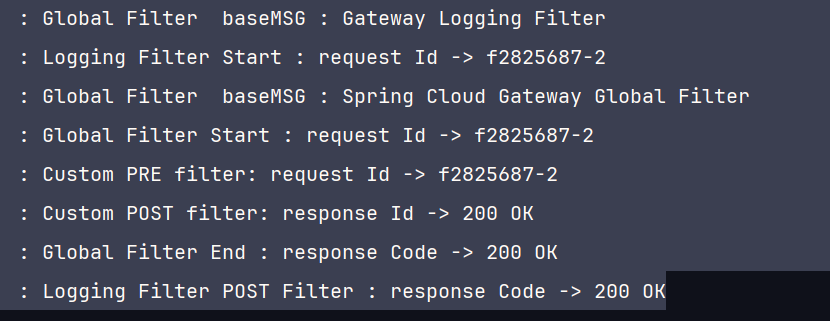 : Global Filter  baseMSG : Gateway Logging Filter
: Logging Filter Start : request Id -> f2825687-2
: Global Filter  baseMSG : Spring Cloud Gateway Global Filter
: Global Filter Start : request Id -> f2825687-2
: Custom PRE filter: request Id -> f2825687-2
: Custom POST filter: response Id -> 200 OK
: Global Filter End : response Code -> 200 OK
: Logging Filter POST Filter : response Code -> 200 OK